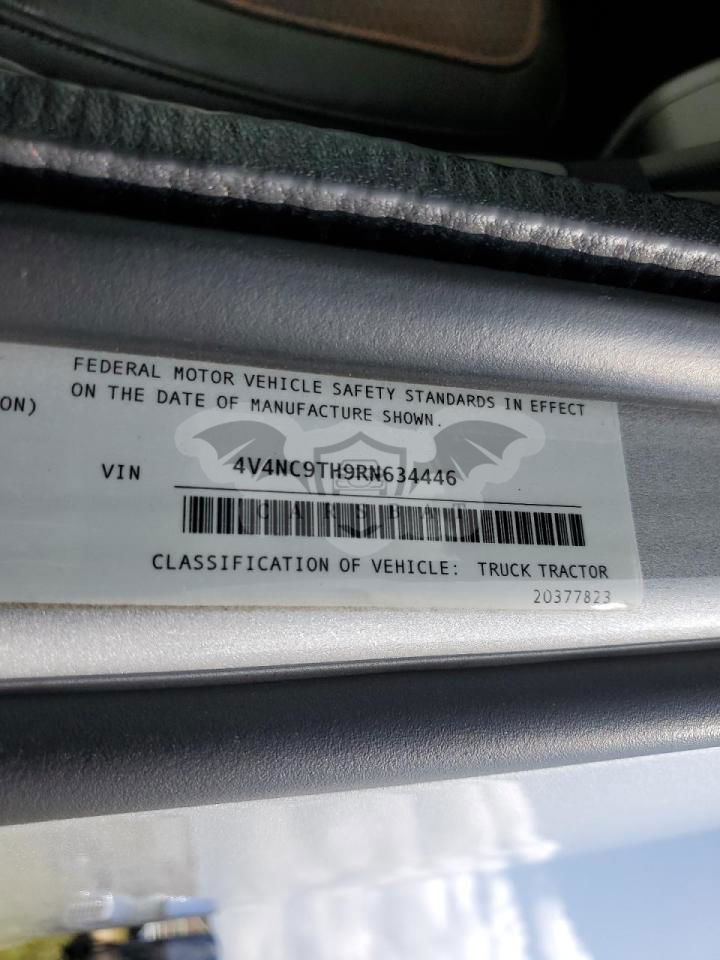 ON)
FEDERAL MOTOR VEHICLE SAFETY STANDARDS IN EFFECT
ON THE DATE OF MANUFACTURE SHOWN.
VIN 4V4NC9TH9RN634446
CARSBAT
CLASSIFICATION OF VEHICLE: TRUCK TRACTOR
20377823